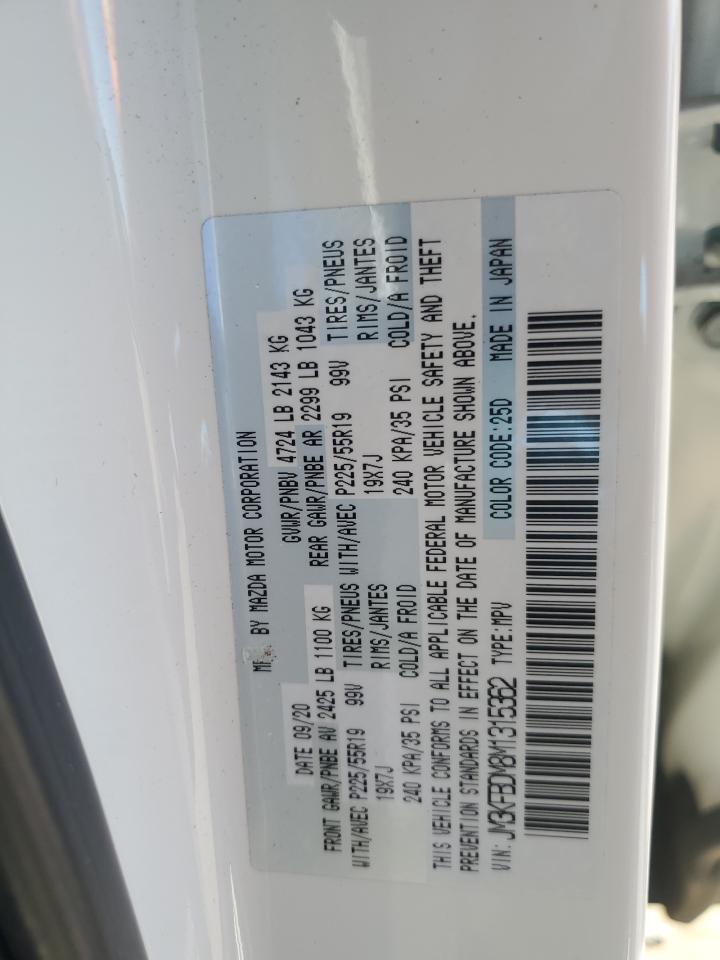 MFD BY MAZDA MOTOR CORPORATION
DATE 09/20 GVWR/PNBV 4724 LB 2143 KG
FRONT GAWR/PNBE AV 2425 LB 1100 KG REAR GAWR/PNBE AR 2299 LB 1043 KG
WITH/AVEC P225/55R19 99V TIRES/PNEUS WITH/AVEC P225/55R19 99V TIRES/PNEUS
19X7J RIMS/JANTES 19X7J RIMS/JANTES
240 KPA/35 PSI COLD/A FROID 240 KPA/35 PSI COLD/A FROID
THIS VEHICLE CONFORMS TO ALL APPLICABLE FEDERAL MOTOR VEHICLE SAFETY AND THEFT
PREVENTION STANDARDS IN EFFECT ON THE DATE OF MANUFACTURE SHOWN ABOVE.
VIN: JM3KFBDM8M1315362 TYPE:MPV COLOR CODE:25D MADE IN JAPAN